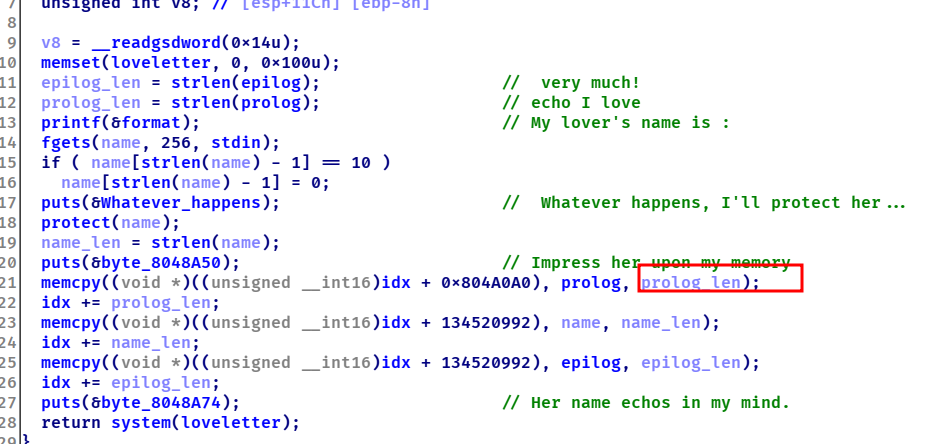 7 unsigned int v8; // [esp+11Ch] [ebp-8h]
8
9 v8 = __readgsdword(0×14u);
10 memset(loveletter, 0, 0×100u);
11 epilog_len = strlen(epilog); // very much!
12 prolog_len = strlen(prolog); // echo I love
13 printf(&format); // My lover's name is :
14 fgets(name, 256, stdin);
15 if ( name[strlen(name) - 1] == 10 )
16 name[strlen(name) - 1] = 0;
17 puts(&Whatever_happens); // Whatever happens, I'll protect her...
18 protect(name);
19 name_len = strlen(name);
20 puts(&byte_8048A50); // Impress her upon my memory
21 memcpy((void *)((unsigned __int16)idx + 0×804A0A0), prolog, prolog_len);
22 idx += prolog_len;
23 memcpy((void *)((unsigned __int16)idx + 134520992), name, name_len);
24 idx += name_len;
25 memcpy((void *)((unsigned __int16)idx + 134520992), epilog, epilog_len);
26 idx += epilog_len;
27 puts(&byte_8048A74); // Her name echos in my mind.
28 return system(loveletter);
29 }